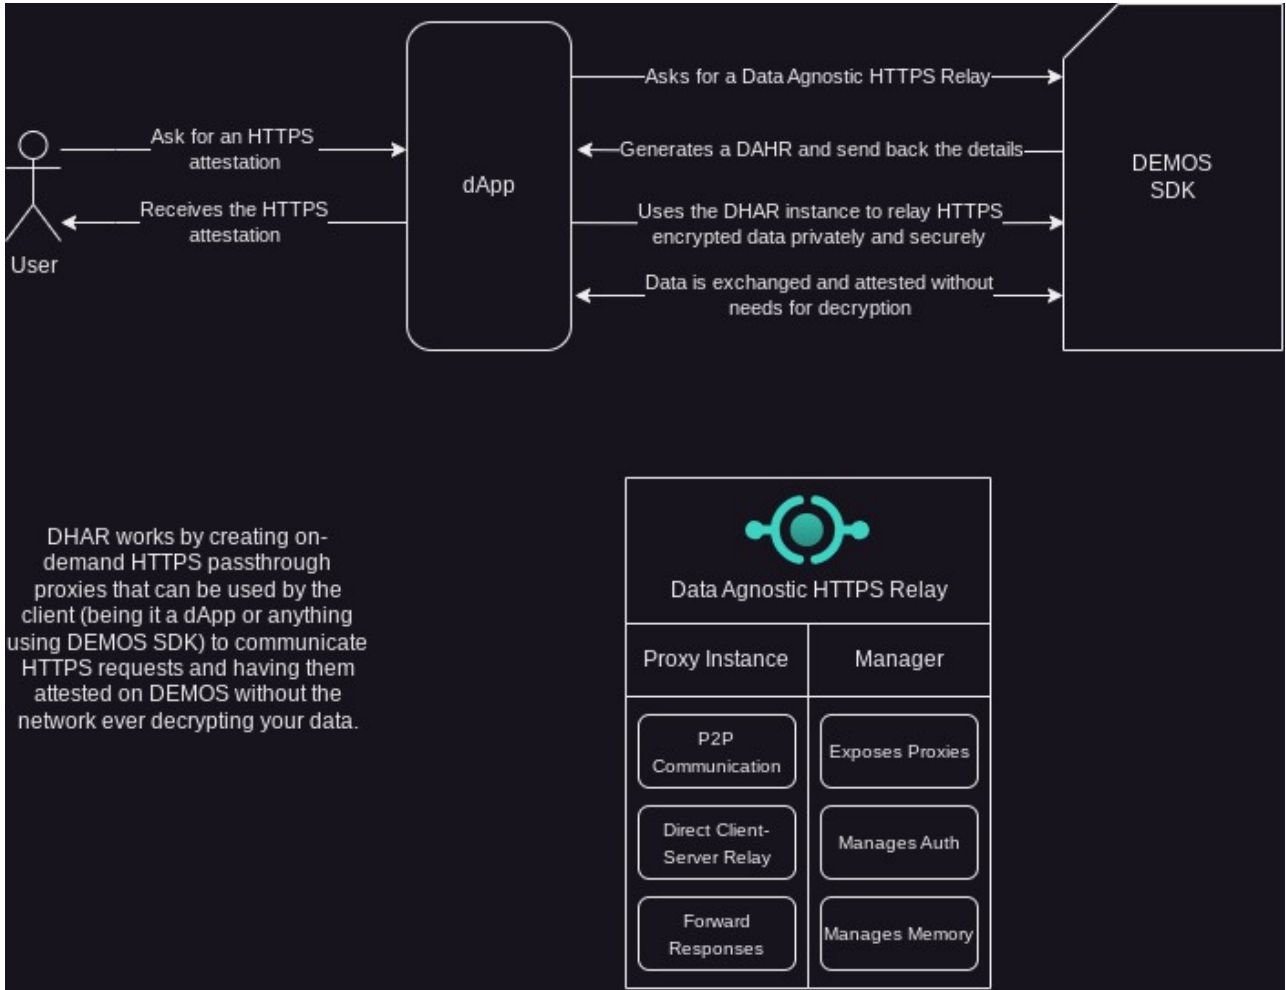 Asks for a Data Agnostic HTTPS Relay
Ask for an HTTPS
attestation
Generates a DAHR and send back the details
DEMOS
SDK
dApp
Receives the HTTPS
attestation
Uses the DHAR instance to relay HTTPS
encrypted data privately and securely
User
Data is exchanged and attested without
needs for decryption
DHAR works by creating on-
demand HTTPS passthrough
proxies that can be used by the
client (being it a dApp or anything
using DEMOS SDK) to communicate
HTTPS requests and having them
attested on DEMOS without the
network ever decrypting your data.
Data Agnostic HTTPS Relay
Proxy Instance
Manager
P2P
Communication
Exposes Proxies
Direct Client-
Server Relay
Manages Auth
Forward
Responses
Manages Memory